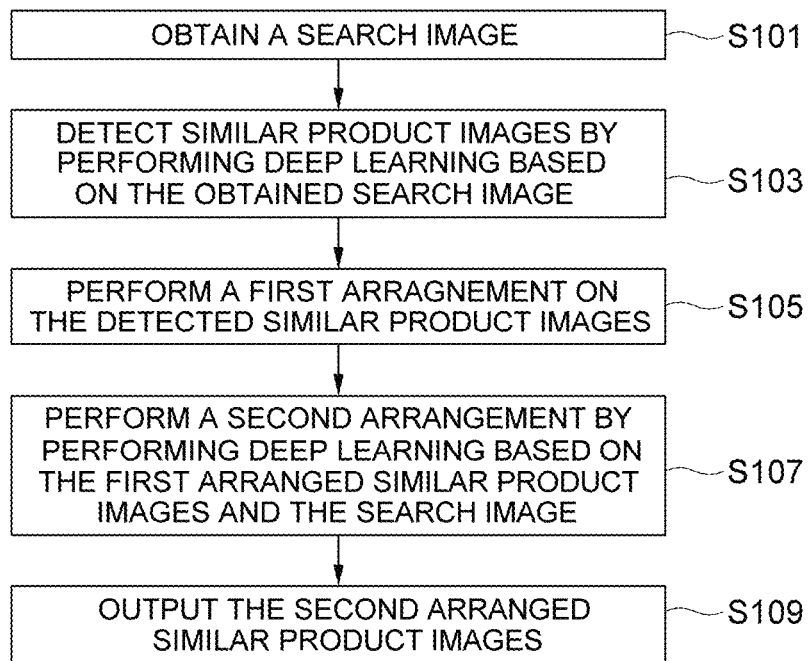 OBTAIN A SEARCH IMAGE
S101
DETECT SIMILAR PRODUCT IMAGES BY
PERFORMING DEEP LEARNING BASED
ON THE OBTAINED SEARCH IMAGE
S103
PERFORM A FIRST ARRAGNEMENT ON
THE DETECTED SIMILAR PRODUCT IMAGES
S105
PERFORM A SECOND ARRANGEMENT BY
PERFORMING DEEP LEARNING BASED ON
THE FIRST ARRANGED SIMILAR PRODUCT
IMAGES AND THE SEARCH IMAGE
S107
OUTPUT THE SECOND ARRANGED
SIMILAR PRODUCT IMAGES
S109